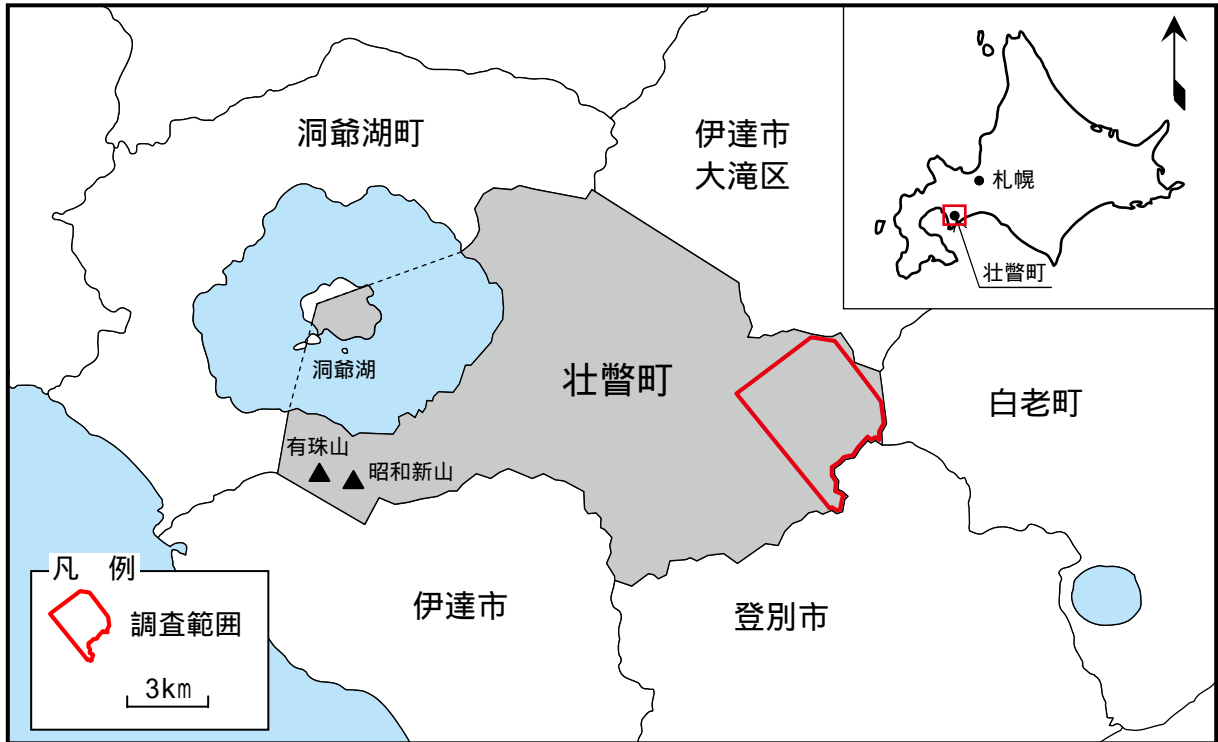 洞爺湖町
伊達市
大滝区
札幌
壮瞥町
洞爺湖
壮瞥町
白老町
有珠山
昭和新山
凡 例
調査範囲
3km
伊達市
登別市